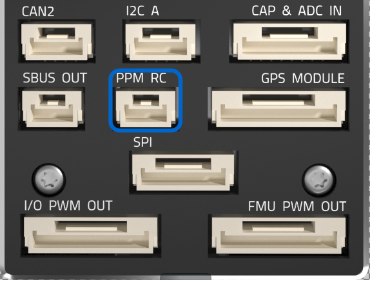 CAN2 I2C A CAP & ADC IN
SBUS OUT PPM RC GPS MODULE
SPI
I/O PWM OUT FMU PWM OUT